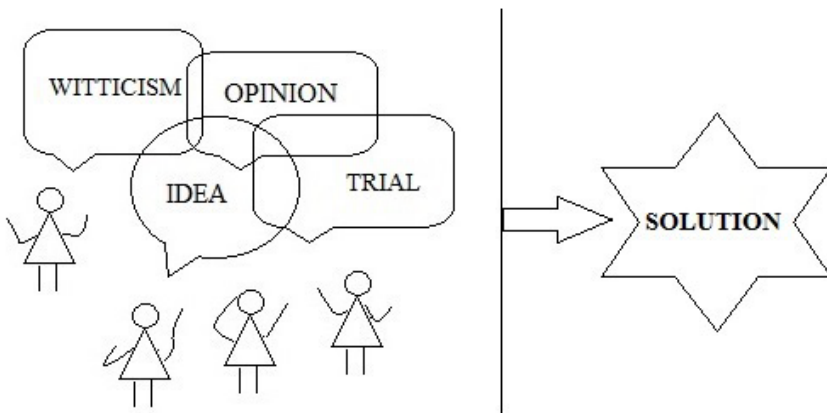 WITTICISM
OPINION
IDEA
TRIAL
SOLUTION